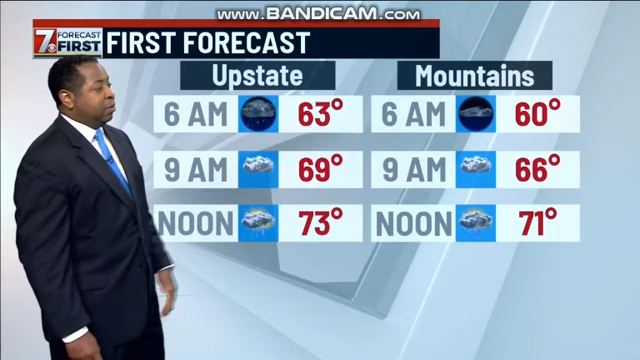 www.BANDICAM.com
7 FORECAST FIRST
FIRST FORECAST
Upstate
6 AM 63°
9 AM 69°
NOON 73°
Mountains
6 AM 60°
9 AM 66°
NOON 71°